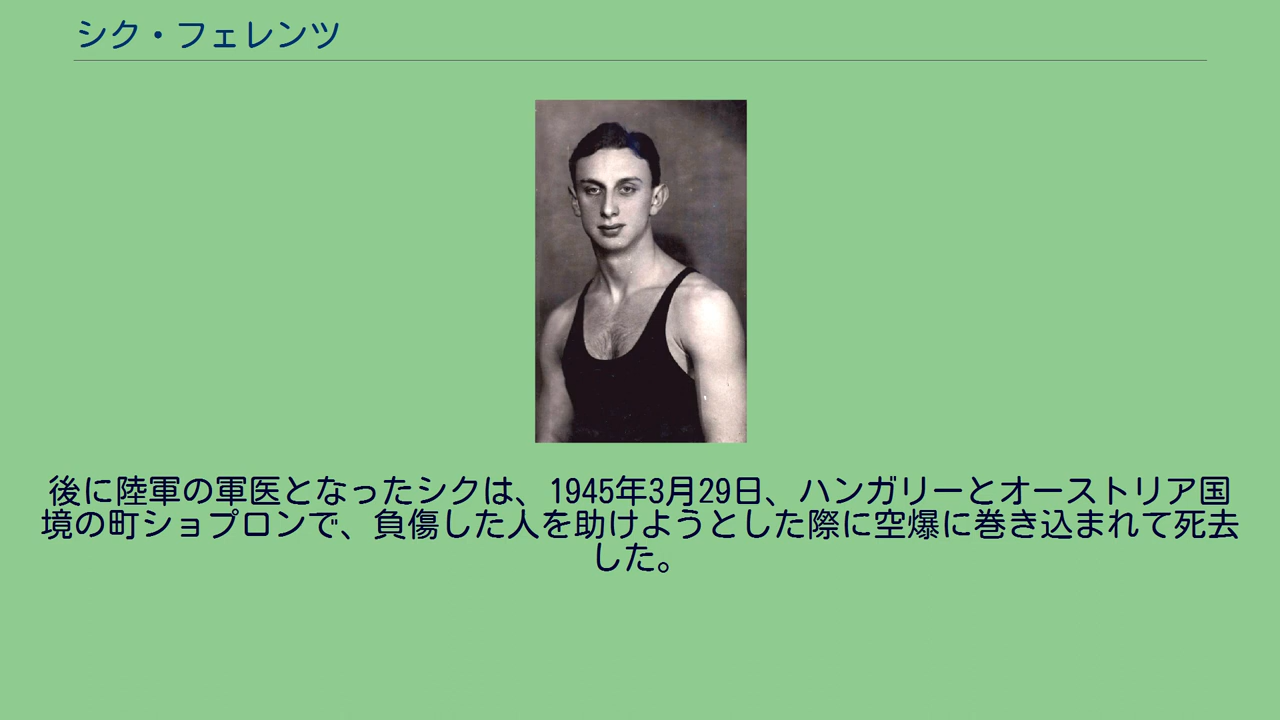 シク・フェレンツ
後に陸軍の軍医となったシクは、1945年3月29日、ハンガリーとオーストリア国
境の町ショプロンで、負傷した人を助けようとした際に空爆に巻き込まれて死去
した。